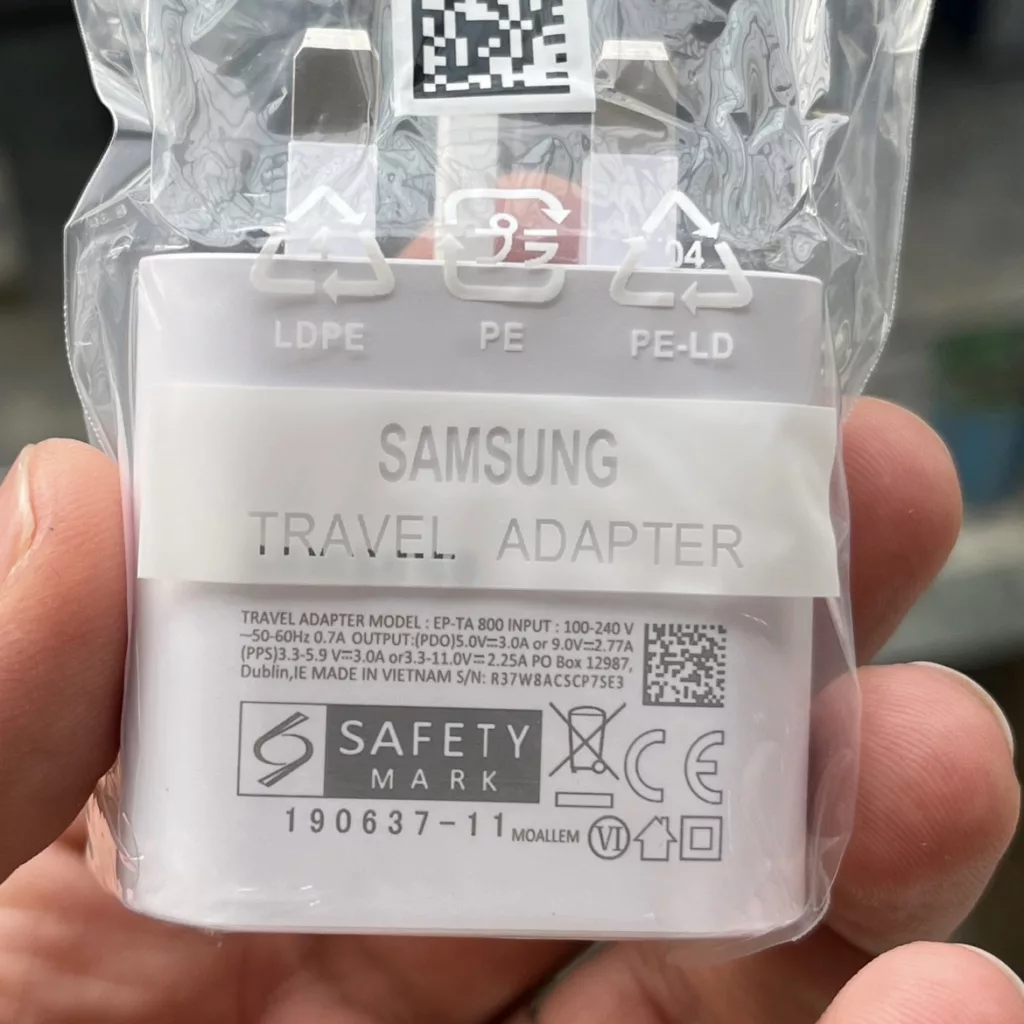 LDPE
PE
04
PE-LD
SAMSUNG
TRAVEL ADAPTER
TRAVEL ADAPTER MODEL : EP-TA 800 INPUT : 100-240 V
~50-60Hz 0.7A OUTPUT:(PDO)5.0V⎓3.0A or 9.0V⎓2.77A
(PPS)3.3-5.9 V⎓3.0A or3.3-11.0V⎓2.25A PO Box 12987,
Dublin,IE MADE IN VIETNAM S/N: R37W8ACSCP7SE3
SAFETY
MARK
CE
190637-11
MOALLEM
VI